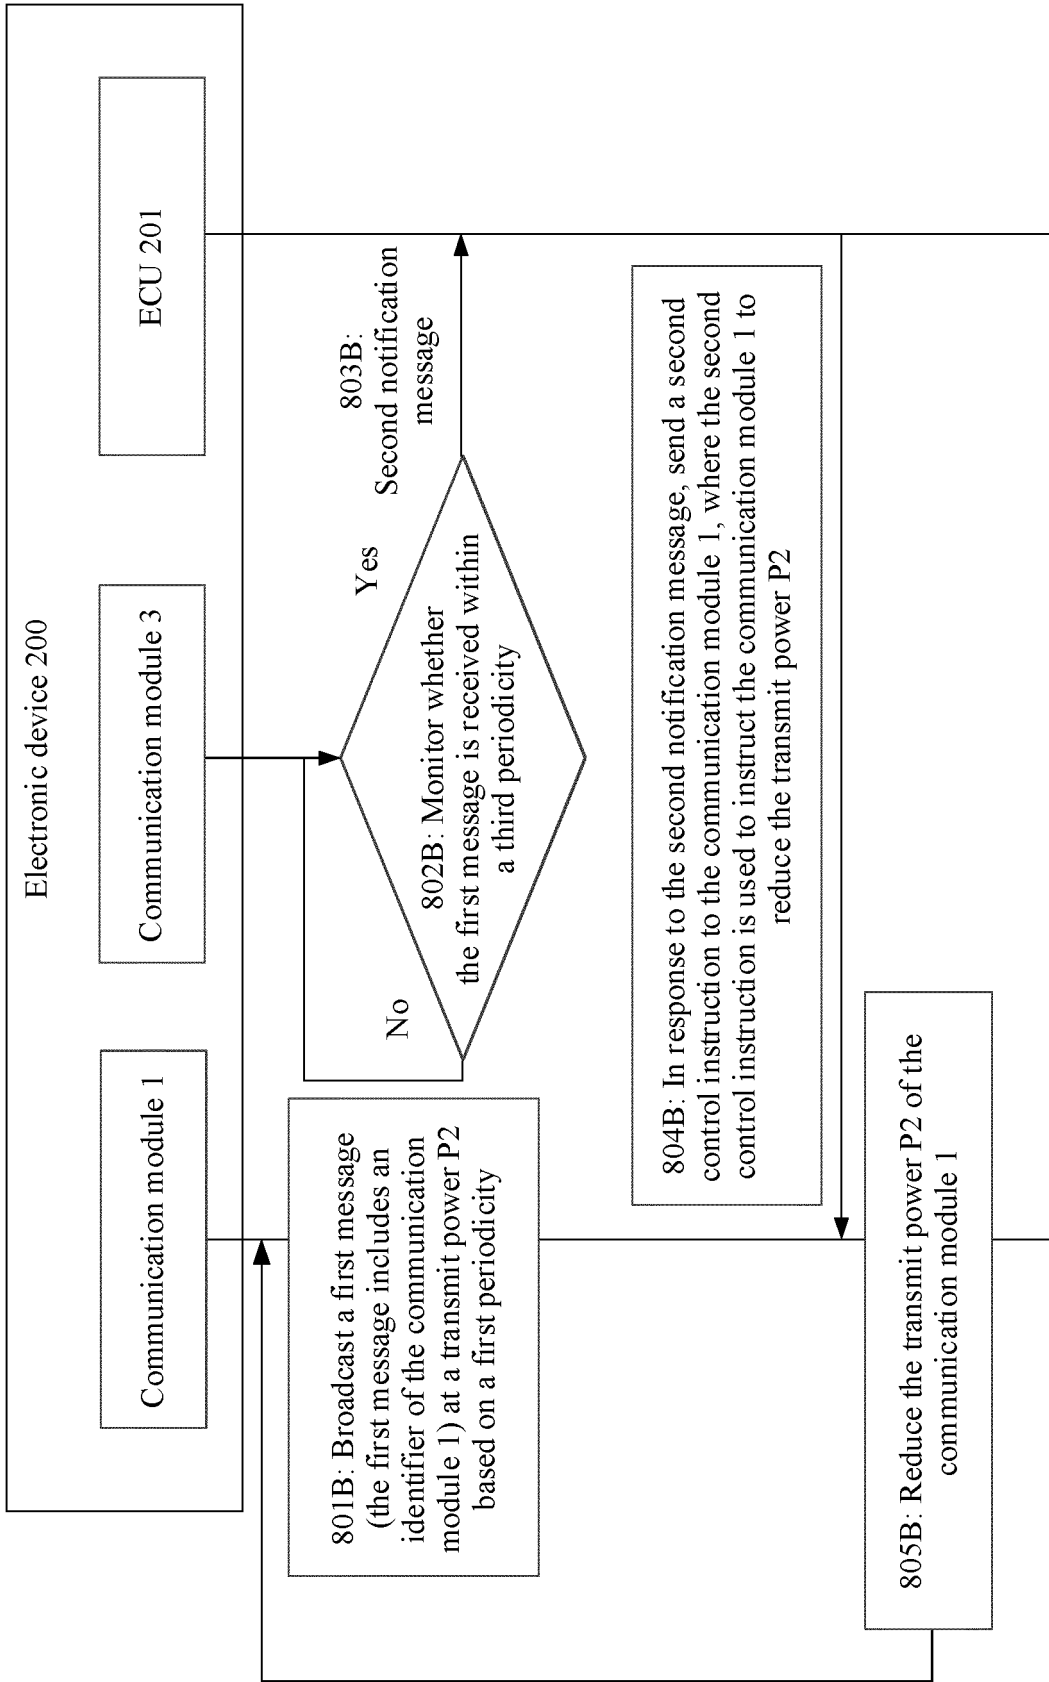 Electronic device 200
Communication module 1
Communication module 3
ECU 201
801B: Broadcast a first message
(the first message includes an
identifier of the communication
module 1) at a transmit power P2
based on a first periodicity
No
802B: Monitor whether
the first message is received within
a third periodicity
Yes
803B:
Second notification
message
804B: In response to the second notification message, send a second
control instruction to the communication module 1, where the second
control instruction is used to instruct the communication module 1 to
reduce the transmit power P2
805B: Reduce the transmit power P2 of the
communication module 1